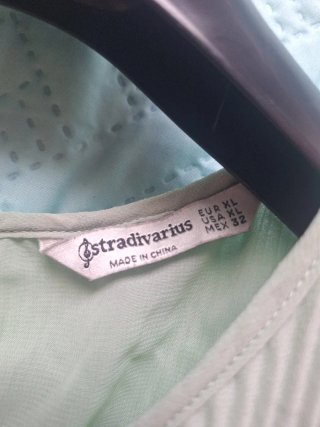 stradivarius
MADE IN CHINA
EUR XL
USA XL
MEX 32